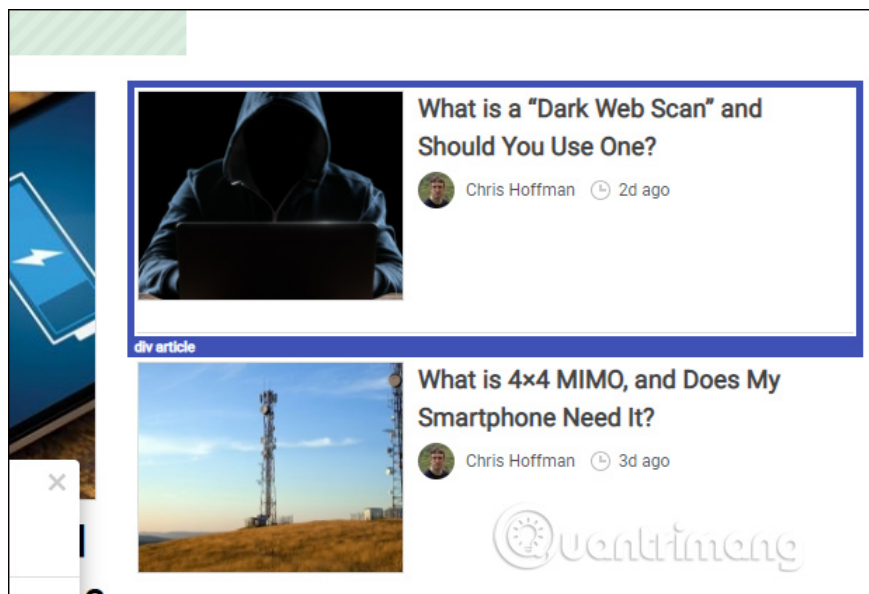 What is a “Dark Web Scan” and
Should You Use One?
Chris Hoffman 2d ago
div article
What is 4×4 MIMO, and Does My
Smartphone Need It?
Chris Hoffman 3d ago
Quantrimang